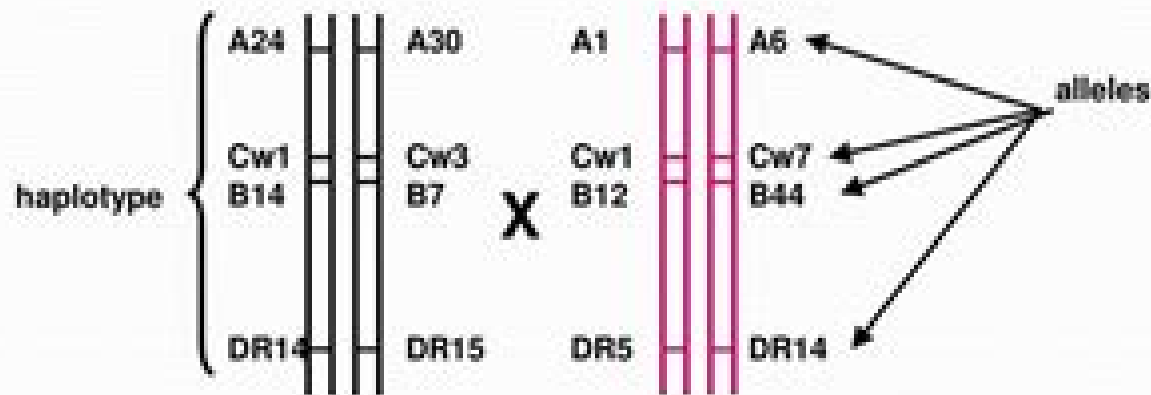 A24 A30 A1 A6
alleles
Cw1 Cw3 Cw1 Cw7
haplotype B14 B7 X B12 B44
DR14 DR15 DR5 DR14